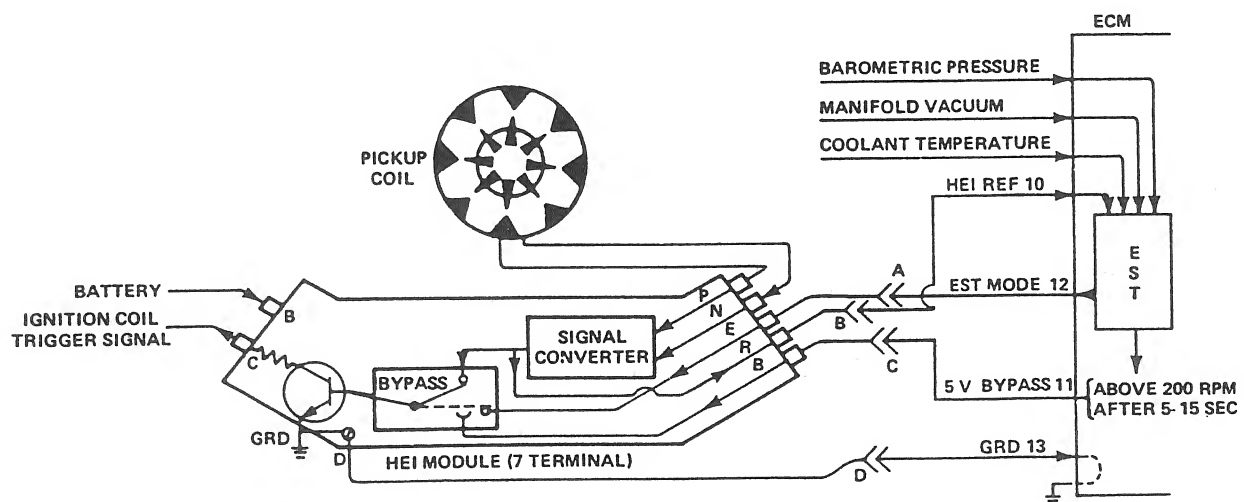 ECM
BAROMETRIC PRESSURE
MANIFOLD VACUUM
COOLANT TEMPERATURE
HEI REF 10
PICKUP
COIL
E
S
T
A
EST MODE 12
B
C
5 V BYPASS 11
ABOVE 200 RPM
AFTER 5-15 SEC
BATTERY
IGNITION COIL
TRIGGER SIGNAL
B
C
P
N
E
R
B
SIGNAL
CONVERTER
BYPASS
GRD
D
HEI MODULE (7 TERMINAL)
D
GRD 13